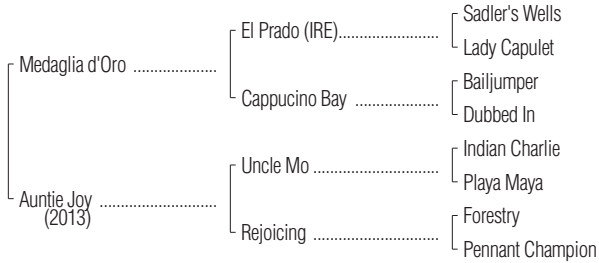 Sadler's Wells
El Prado (IRE)....................
Lady Capulet
Medaglia d'Oro ....................
Bailjumper
Cappucino Bay ....................
Dubbed In
Indian Charlie
Uncle Mo ..............................
Playa Maya
Auntie Joy ............................
(2013)
Forestry
Rejoicing ..............................
Pennant Champion